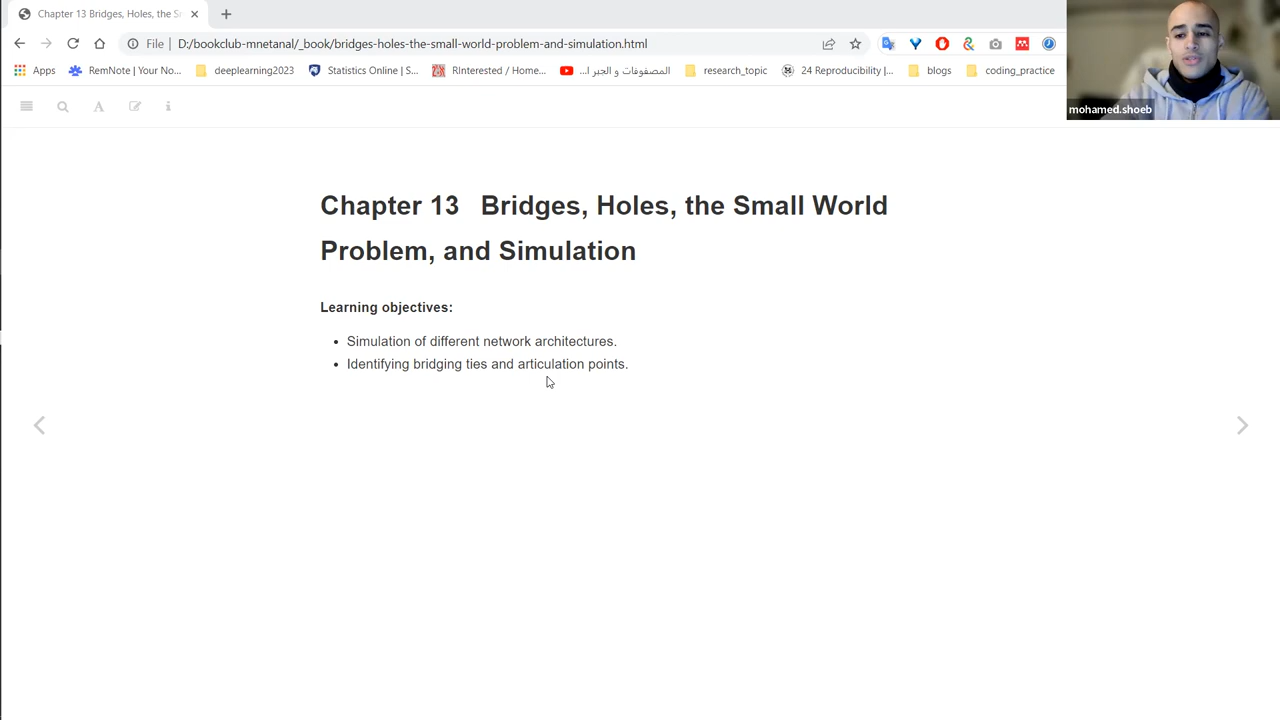 Chapter 13 Bridges, Holes, the S
File
D:/bookclub mnetanal/_book/bridges-holes-the-small-world-problem-and-simulation.html
Apps
RemNote | Your No...
deeplearning2023
Statistics Online | S...
RInterested / Home...
المصفوفات و الجبر ا...
research_topic
24 Reproducibility |...
blogs
coding_practice
mohamed.shoeb
Chapter 13 Bridges, Holes, the Small World
Problem, and Simulation
Learning objectives:
Simulation of different network architectures.
Identifying bridging ties and articulation points.